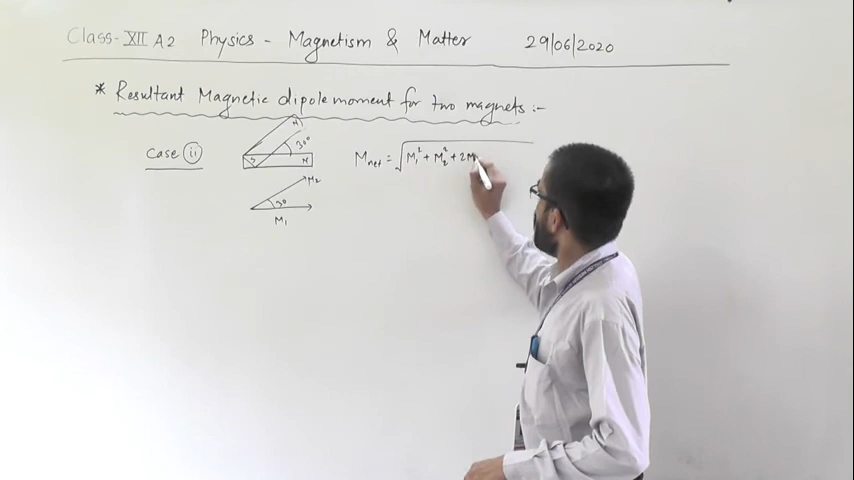 Class-XII A2 Physics - Magnetism & Matter 29/06/2020
* Resultant Magnetic dipole moment for two magnets :-
Case (ii)
N
30°
S N
M_net = √M₁² + M₂² + 2M
M₂
30
M₁